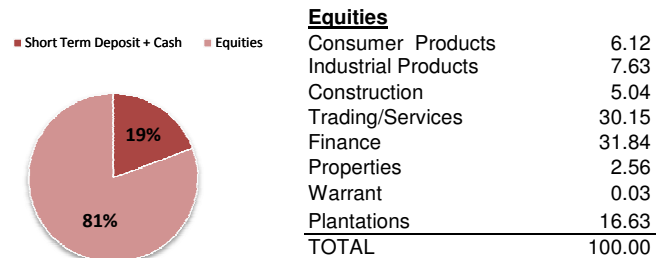 Short Term Deposit + Cash Equities
19%
81%
Equities
Consumer Products 6.12
Industrial Products 7.63
Construction 5.04
Trading/Services 30.15
Finance 31.84
Properties 2.56
Warrant 0.03
Plantations 16.63
TOTAL 100.00